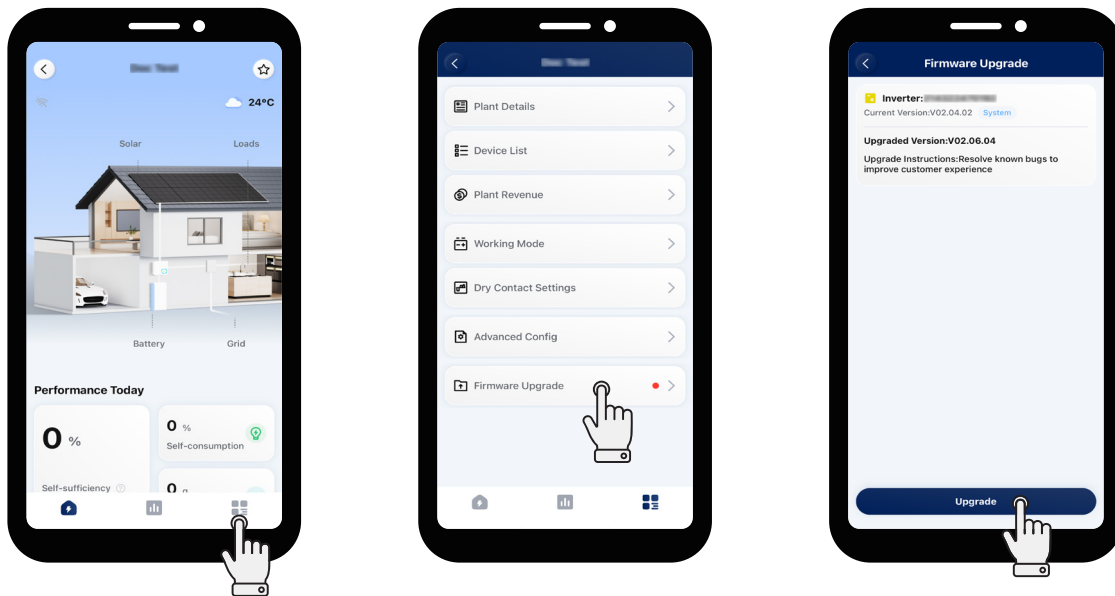 24°C
Solar
Loads
Battery
Grid
Performance Today
0 %
0 %
Self-consumption
Self-sufficiency
0
Plant Details
Device List
Plant Revenue
Working Mode
Dry Contact Settings
Advanced Config
Firmware Upgrade
Firmware Upgrade
Inverter:
Current Version:V02.04.02 System
Upgraded Version:V02.06.04
Upgrade Instructions:Resolve known bugs to
improve customer experience
Upgrade